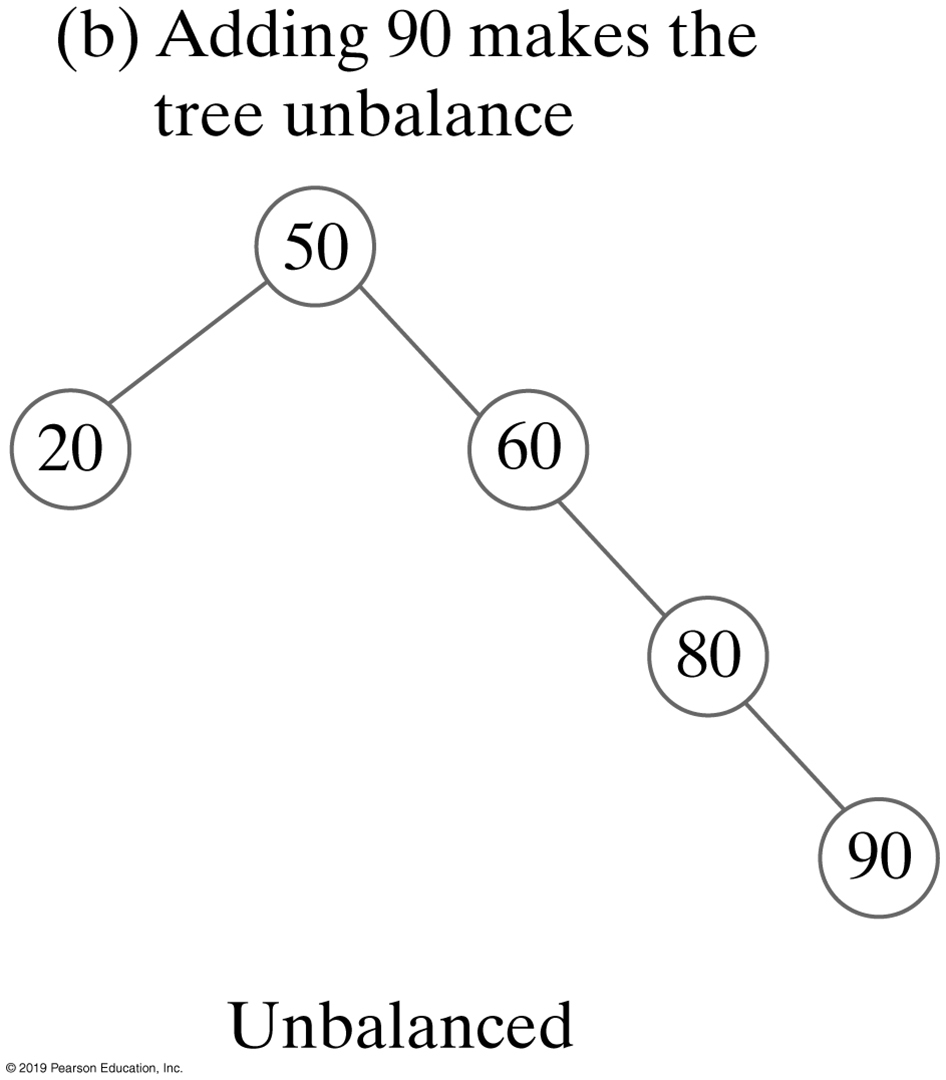 (b) Adding 90 makes the
tree unbalance
50
20
60
80
90
Unbalanced
© 2019 Pearson Education, Inc.